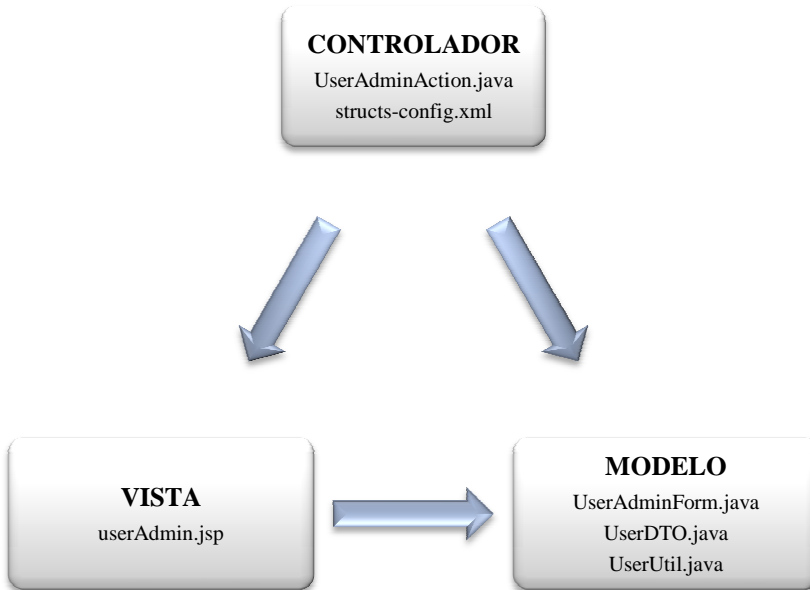 CONTROLADOR
UserAdminAction.java
structs-config.xml
VISTA
userAdmin.jsp
MODELO
UserAdminForm.java
UserDTO.java
UserUtil.java